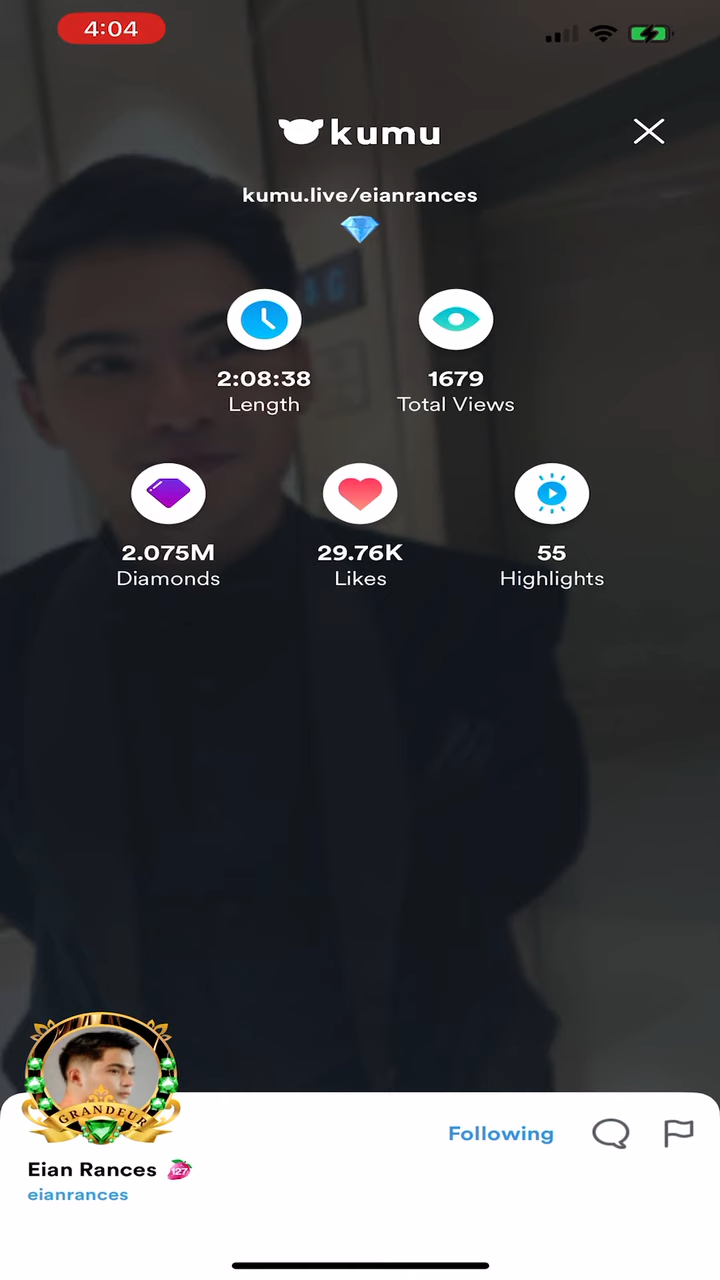 4:04
kumu
kumu.live/eianrances
2:08:38
Length
1679
Total Views
2.075M
Diamonds
29.76K
Likes
55
Highlights
GRANDEUR
Following
Eian Rances 127
eianrances